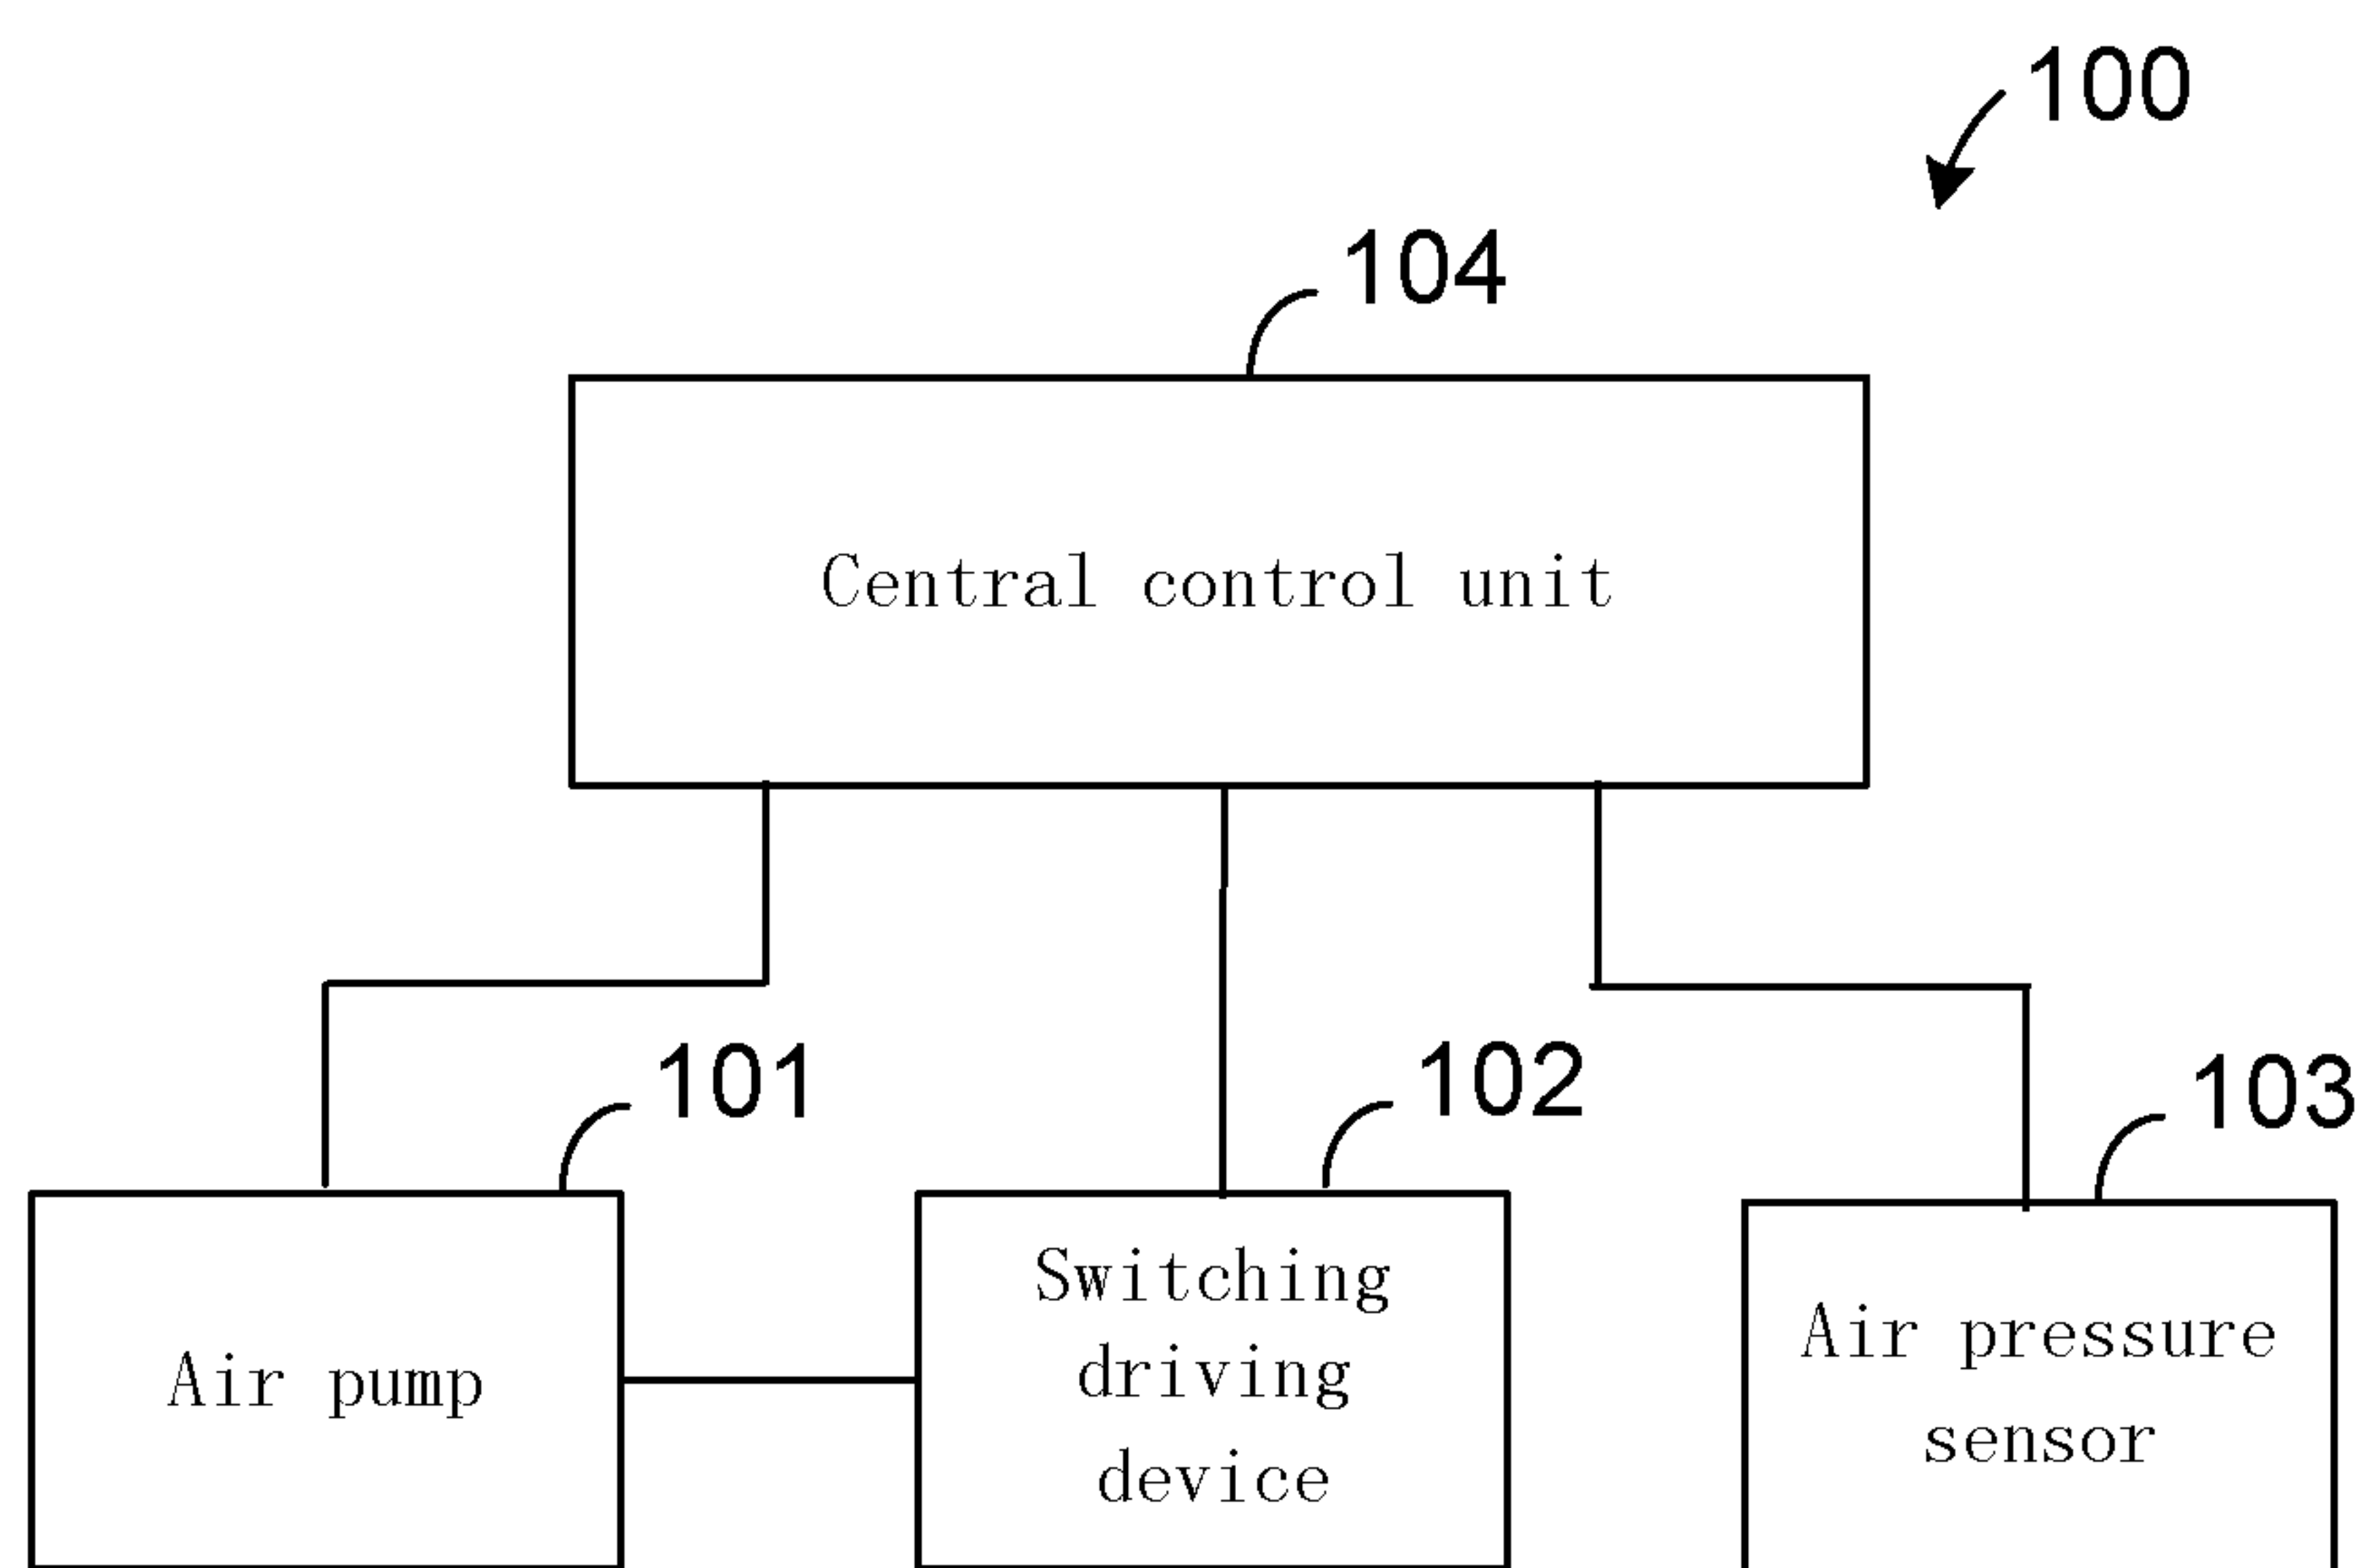 100
104
Central control unit
101
102
103
Air pump
Switching
driving
device
Air pressure
sensor